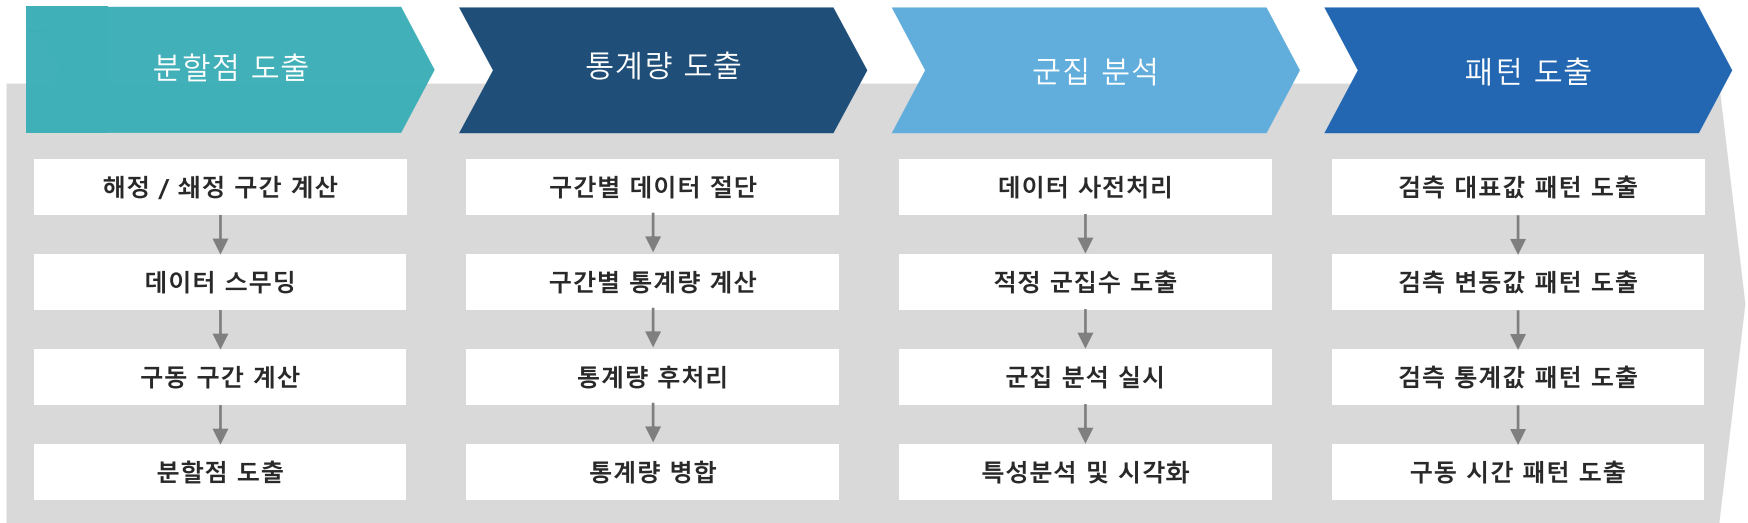 분할점 도출
통계량 도출
군집 분석
패턴 도출
해정 / 쇄정 구간 계산
데이터 스무딩
구동 구간 계산
분할점 도출
구간별 데이터 절단
구간별 통계량 계산
통계량 후처리
통계량 병합
데이터 사전처리
적정 군집수 도출
군집 분석 실시
특성분석 및 시각화
검측 대표값 패턴 도출
검측 변동값 패턴 도출
검측 통계값 패턴 도출
구동 시간 패턴 도출